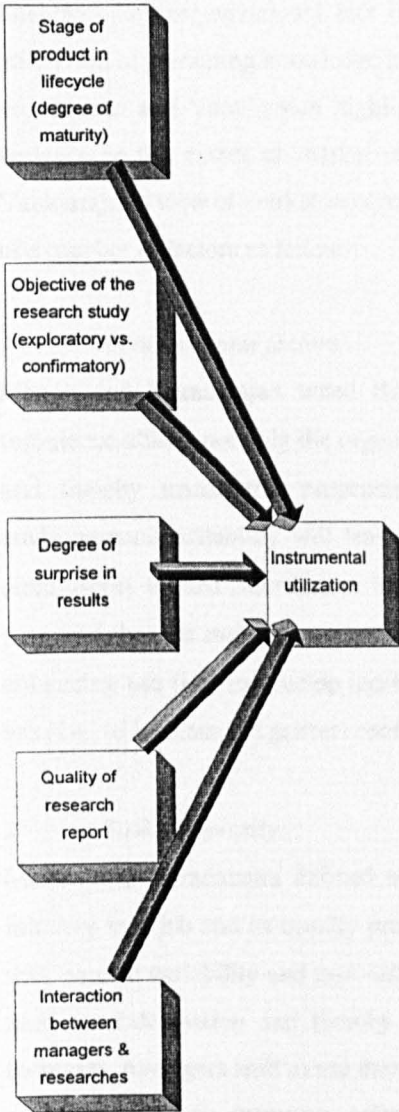 Stage of
product in
lifecycle
(degree of
maturity)
Objective of the
research study
(exploratory vs.
confirmatory)
Degree of
surprise in
results
Instrumental
utilization
Quality of
research
report
Interaction
between
managers &
researches